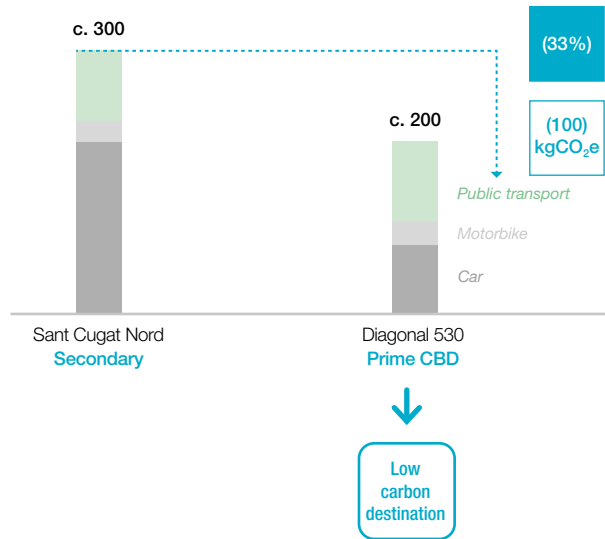 c. 300
(33%)
(100)
kgCO₂e
c. 200
Public transport
Motorbike
Car
Sant Cugat Nord
Secondary
Diagonal 530
Prime CBD
Low
carbon
destination